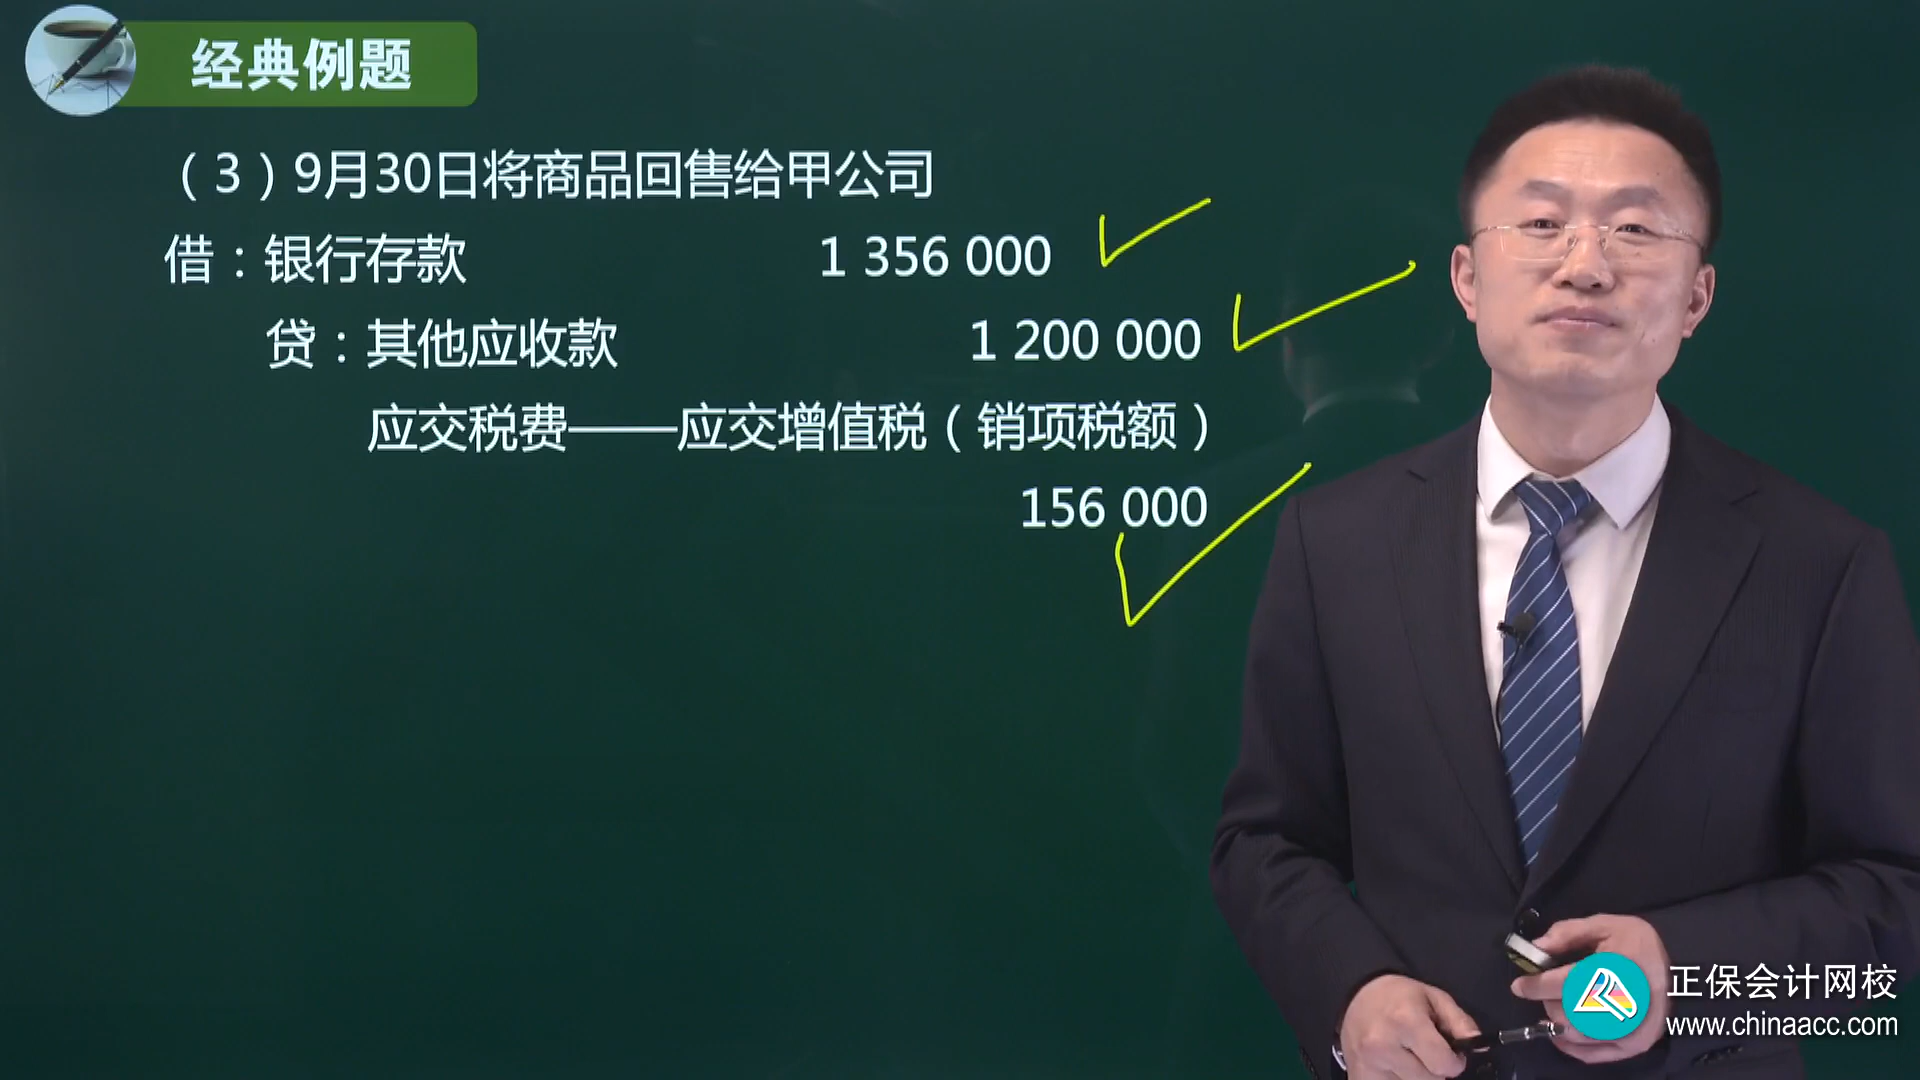 经典例题
（3）9月30日将商品回售给甲公司
借：银行存款 1 356 000
贷：其他应收款 1 200 000
应交税费——应交增值税（销项税额）
156 000
正保会计网校
www.chinaacc.com